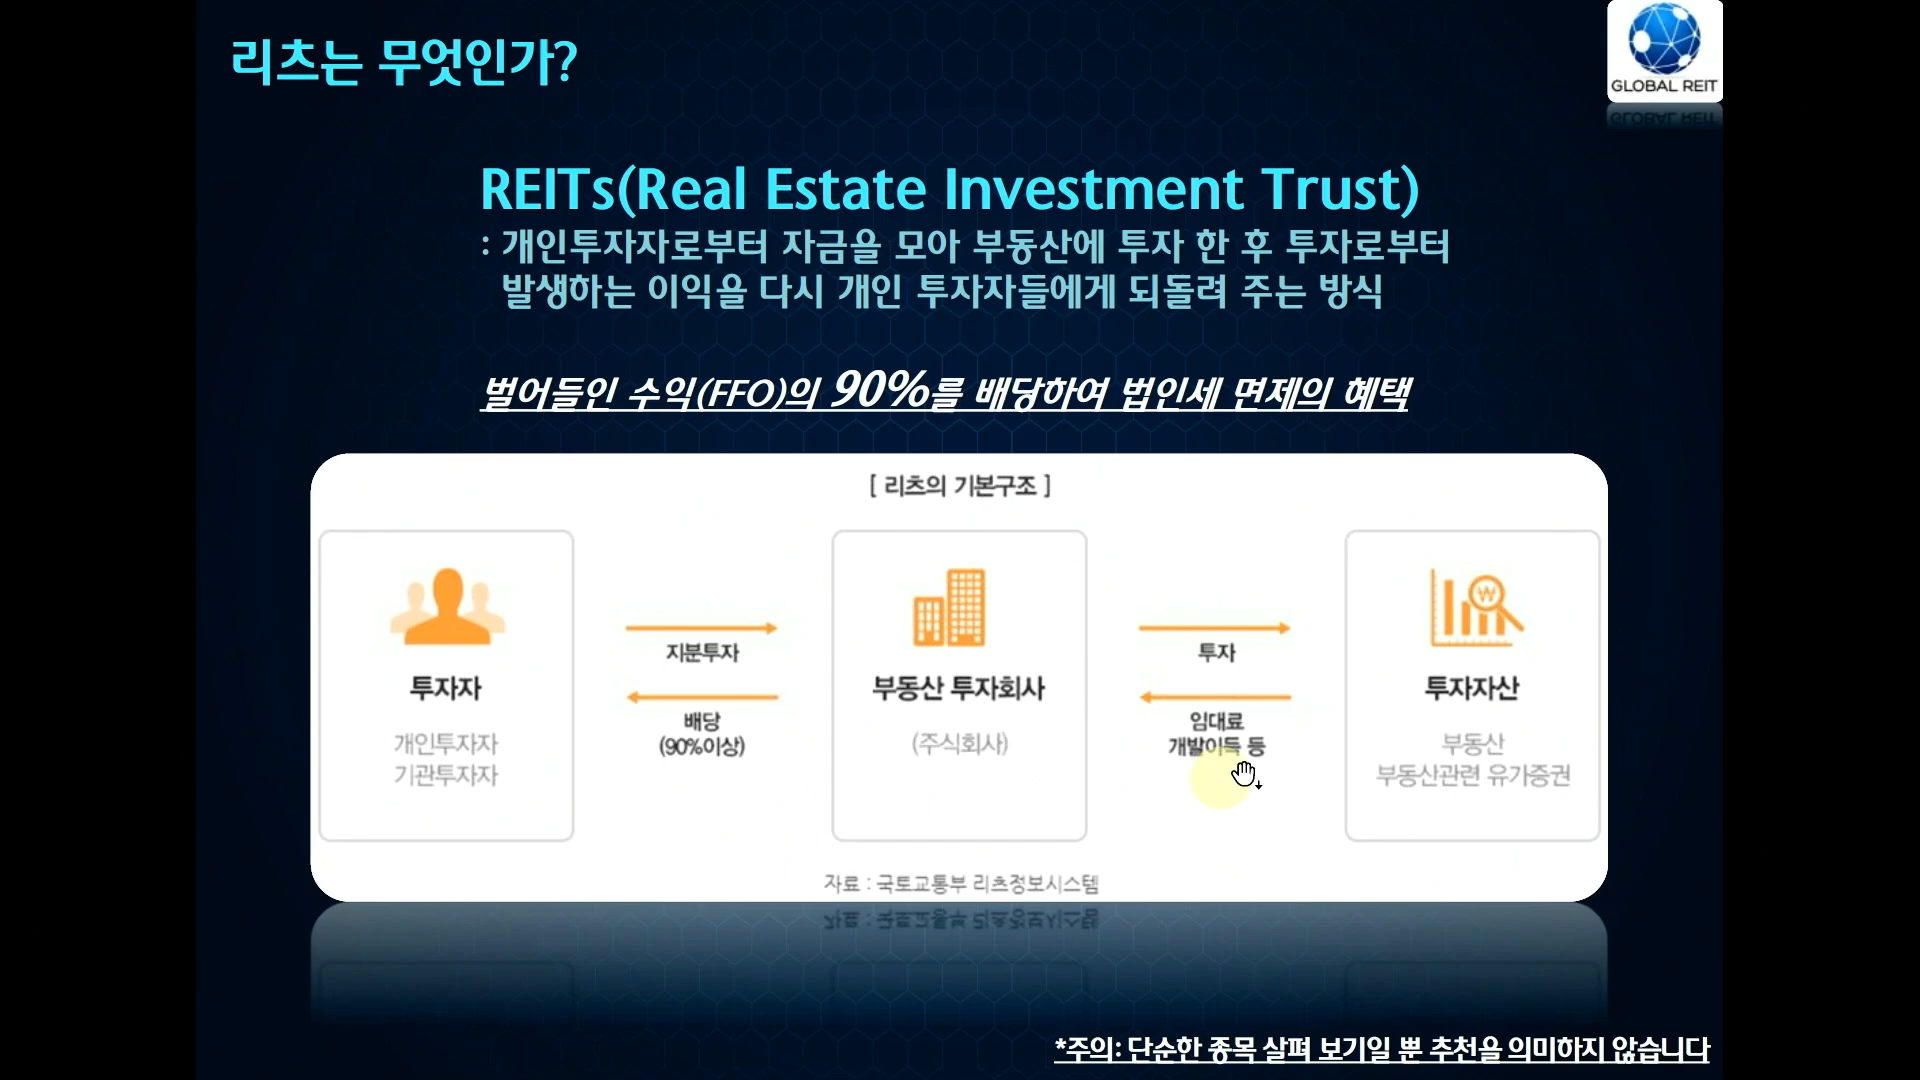 리츠는 무엇인가?
GLOBAL REIT
REITs(Real Estate Investment Trust)
: 개인투자자로부터 자금을 모아 부동산에 투자 한 후 투자로부터
발생하는 이익을 다시 개인 투자자들에게 되돌려 주는 방식
벌어들인 수익(FFO)의 90%를 배당하여 법인세 면제의 혜택
[ 리츠의 기본구조 ]
투자자
개인투자자
기관투자자
지분투자
배당
(90%이상)
부동산 투자회사
(주식회사)
투자
임대료
개발이득 등
투자자산
부동산
부동산관련 유가증권
자료 : 국토교통부 리츠정보시스템
*주의: 단순한 종목 살펴 보기일 뿐 추천을 의미하지 않습니다